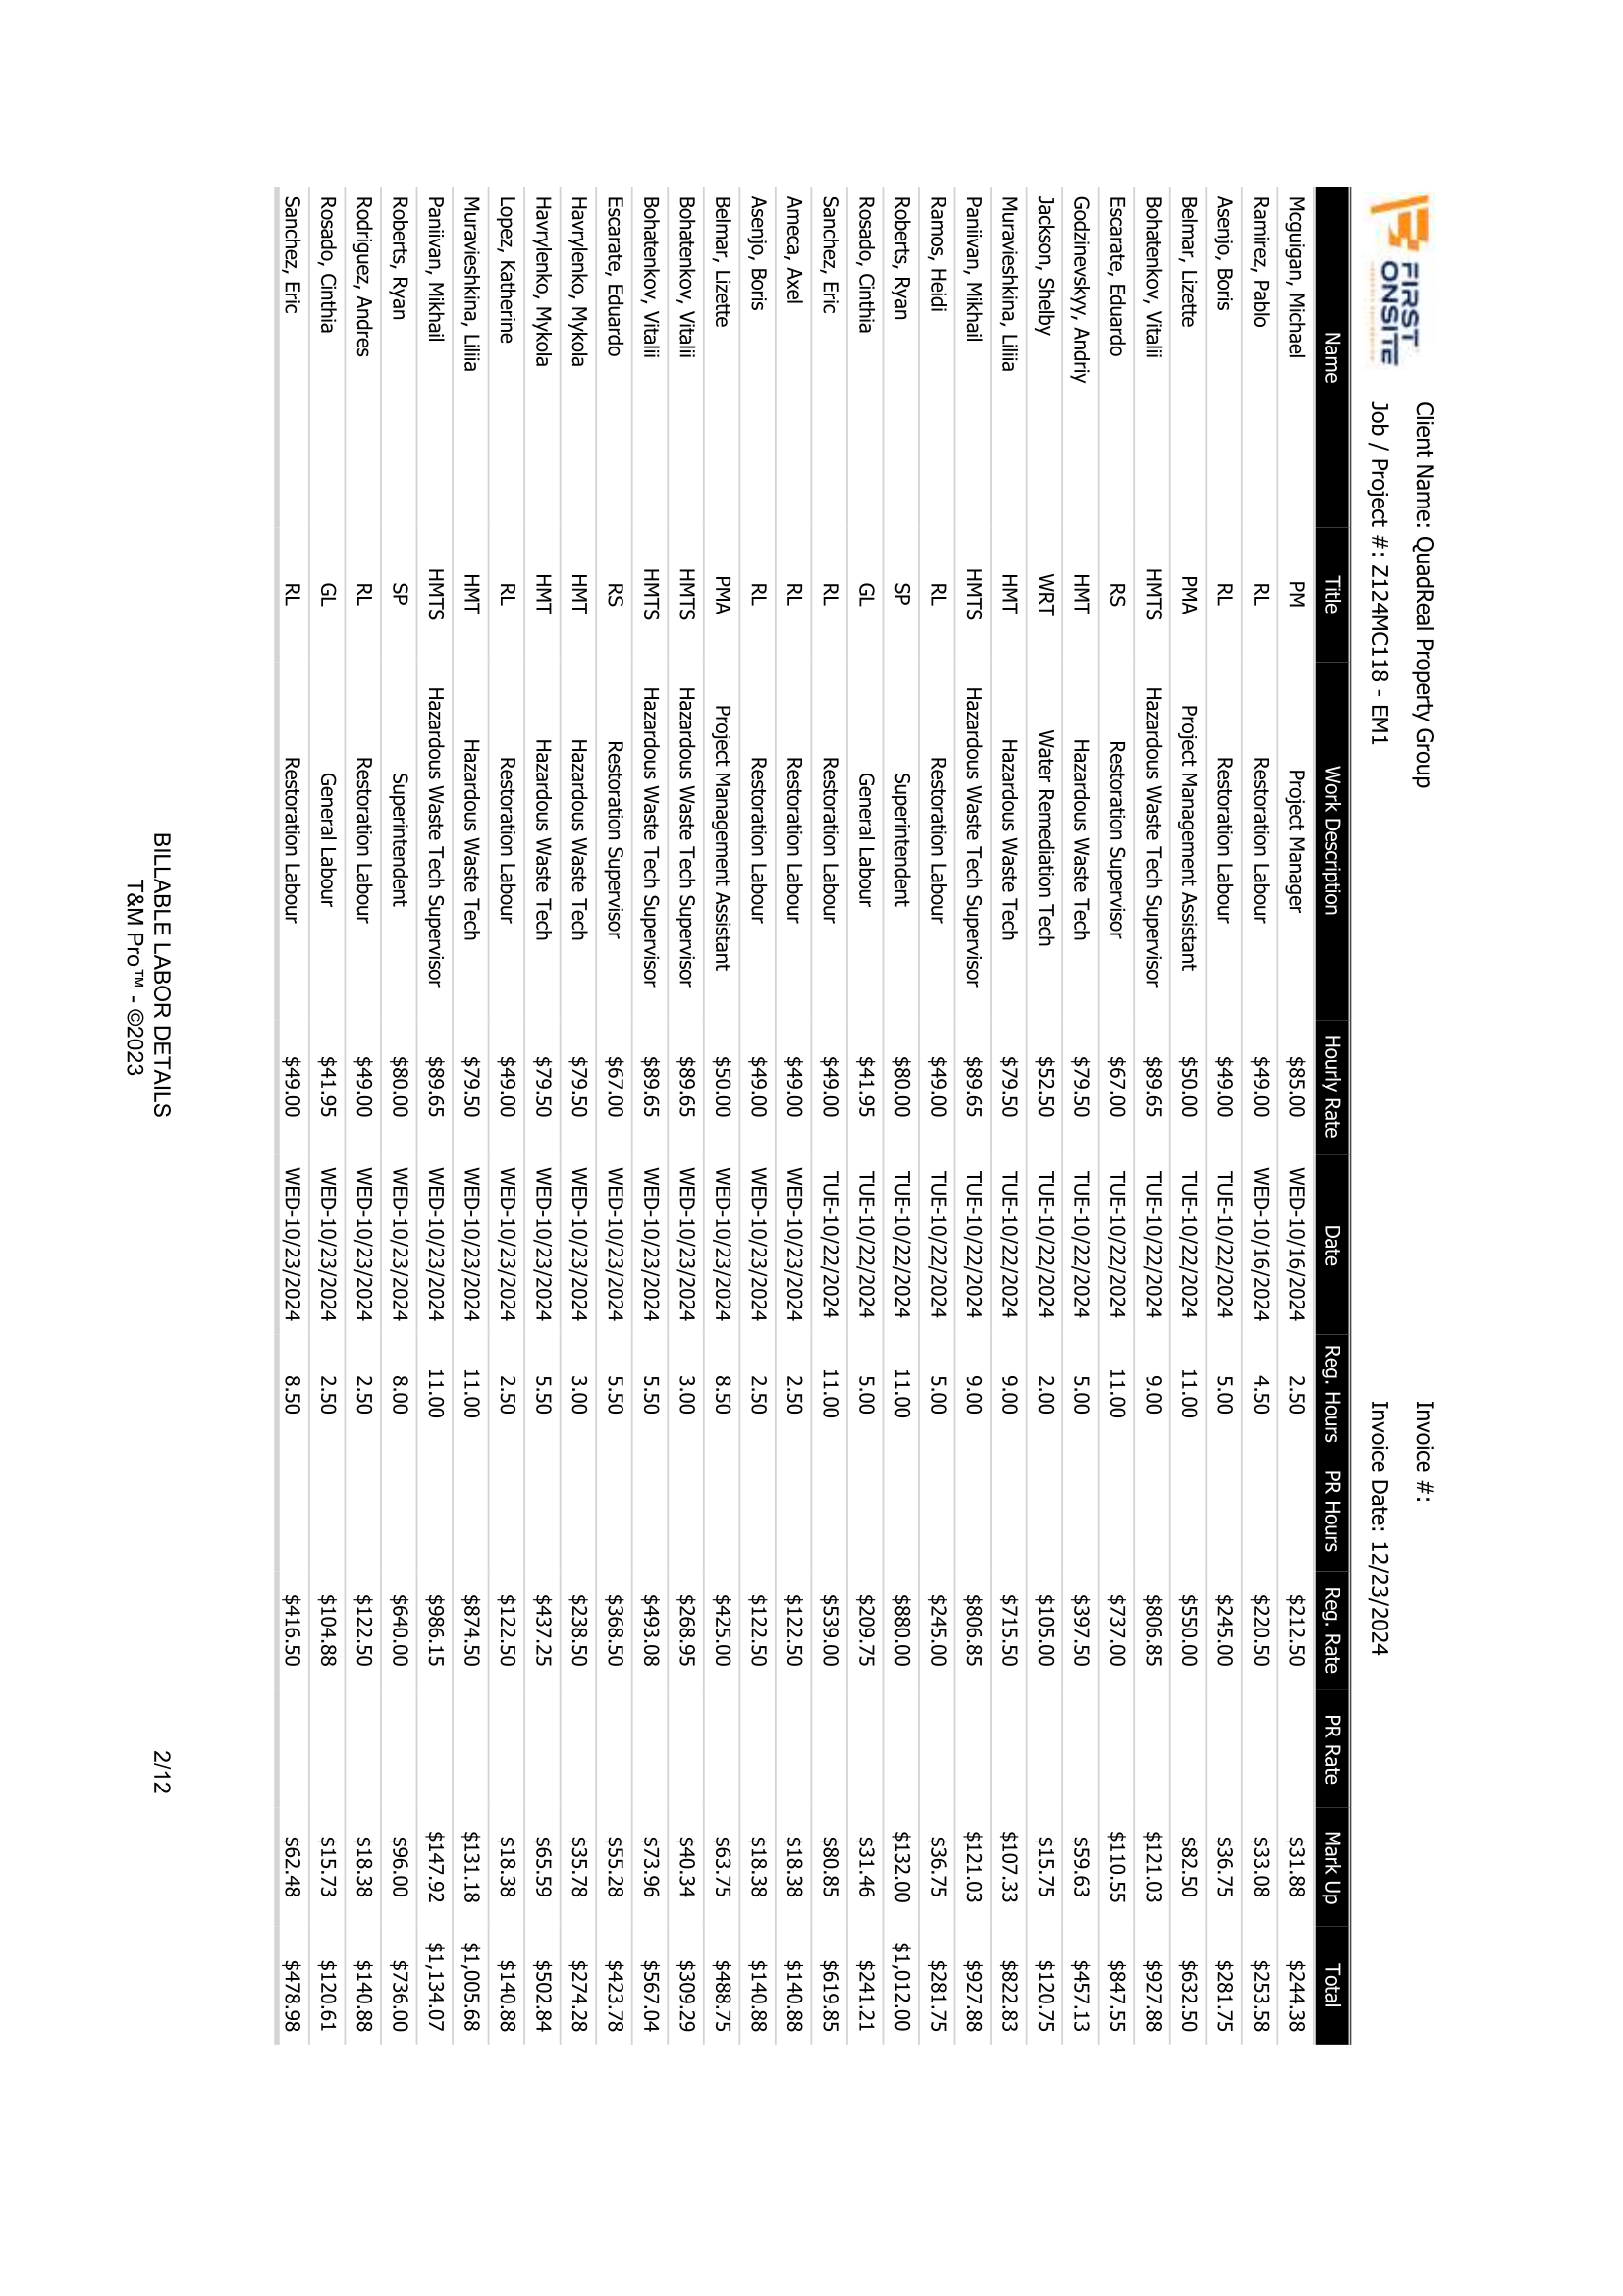 FIRST
ONSITE
Client Name: QuadReal Property Group Invoice #:
Job / Project #: Z124MC118 - EM1 Invoice Date: 12/23/2024
Name Title Work Description Hourly Rate Date Reg. Hours PR Hours Reg. Rate PR Rate Mark Up Total
Mcguigan, Michael PM Project Manager $85.00 WED-10/16/2024 2.50 $212.50 $31.88 $244.38
Ramirez, Pablo RL Restoration Labour $49.00 WED-10/16/2024 4.50 $220.50 $33.08 $253.58
Asenjo, Boris RL Restoration Labour $49.00 TUE-10/22/2024 5.00 $245.00 $36.75 $281.75
Belmar, Lizette PMA Project Management Assistant $50.00 TUE-10/22/2024 11.00 $550.00 $82.50 $632.50
Bohatenkov, Vitalii HMTS Hazardous Waste Tech Supervisor $89.65 TUE-10/22/2024 9.00 $806.85 $121.03 $927.88
Escarate, Eduardo RS Restoration Supervisor $67.00 TUE-10/22/2024 11.00 $737.00 $110.55 $847.55
Godzinevskyy, Andriy HMT Hazardous Waste Tech $79.50 TUE-10/22/2024 5.00 $397.50 $59.63 $457.13
Jackson, Shelby WRT Water Remediation Tech $52.50 TUE-10/22/2024 2.00 $105.00 $15.75 $120.75
Muravieshkina, Liliia HMT Hazardous Waste Tech $79.50 TUE-10/22/2024 9.00 $715.50 $107.33 $822.83
Paniivan, Mikhail HMTS Hazardous Waste Tech Supervisor $89.65 TUE-10/22/2024 9.00 $806.85 $121.03 $927.88
Ramos, Heidi RL Restoration Labour $49.00 TUE-10/22/2024 5.00 $245.00 $36.75 $281.75
Roberts, Ryan SP Superintendent $80.00 TUE-10/22/2024 11.00 $880.00 $132.00 $1,012.00
Rosado, Cinthia GL General Labour $41.95 TUE-10/22/2024 5.00 $209.75 $31.46 $241.21
Sanchez, Eric RL Restoration Labour $49.00 TUE-10/22/2024 11.00 $539.00 $80.85 $619.85
Ameca, Axel RL Restoration Labour $49.00 WED-10/23/2024 2.50 $122.50 $18.38 $140.88
Asenjo, Boris RL Restoration Labour $49.00 WED-10/23/2024 2.50 $122.50 $18.38 $140.88
Belmar, Lizette PMA Project Management Assistant $50.00 WED-10/23/2024 8.50 $425.00 $63.75 $488.75
Bohatenkov, Vitalii HMTS Hazardous Waste Tech Supervisor $89.65 WED-10/23/2024 3.00 $268.95 $40.34 $309.29
Bohatenkov, Vitalii HMTS Hazardous Waste Tech Supervisor $89.65 WED-10/23/2024 5.50 $493.08 $73.96 $567.04
Escarate, Eduardo RS Restoration Supervisor $67.00 WED-10/23/2024 5.50 $368.50 $55.28 $423.78
Havrylenko, Mykola HMT Hazardous Waste Tech $79.50 WED-10/23/2024 3.00 $238.50 $35.78 $274.28
Havrylenko, Mykola HMT Hazardous Waste Tech $79.50 WED-10/23/2024 5.50 $437.25 $65.59 $502.84
Lopez, Katherine RL Restoration Labour $49.00 WED-10/23/2024 2.50 $122.50 $18.38 $140.88
Muravieshkina, Liliia HMT Hazardous Waste Tech $79.50 WED-10/23/2024 11.00 $874.50 $131.18 $1,005.68
Paniivan, Mikhail HMTS Hazardous Waste Tech Supervisor $89.65 WED-10/23/2024 11.00 $986.15 $147.92 $1,134.07
Roberts, Ryan SP Superintendent $80.00 WED-10/23/2024 8.00 $640.00 $96.00 $736.00
Rodriguez, Andres RL Restoration Labour $49.00 WED-10/23/2024 2.50 $122.50 $18.38 $140.88
Rosado, Cinthia GL General Labour $41.95 WED-10/23/2024 2.50 $104.88 $15.73 $120.61
Sanchez, Eric RL Restoration Labour $49.00 WED-10/23/2024 8.50 $416.50 $62.48 $478.98
BILLABLE LABOR DETAILS 2/12
T&M Pro™ - ©2023